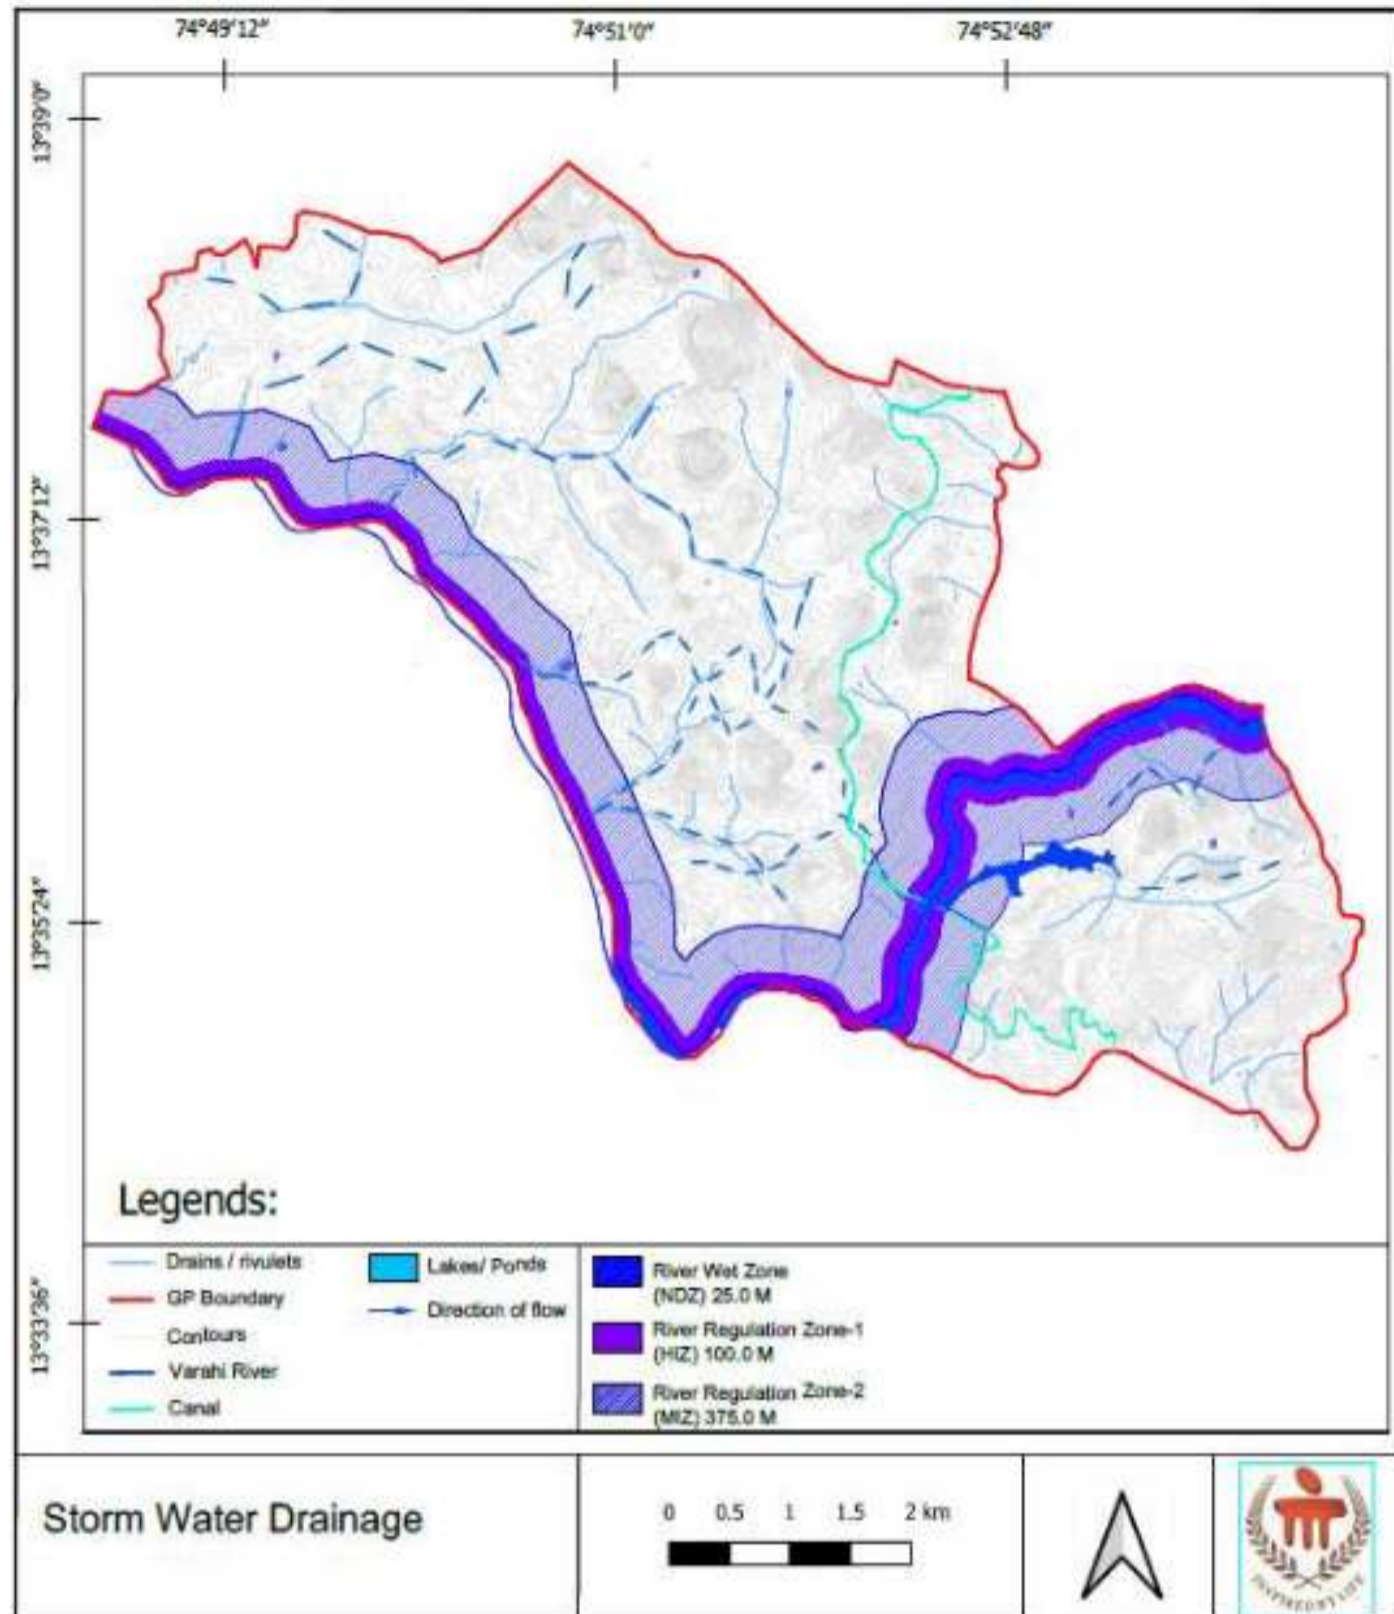 74°49'12"
74°51'0"
74°52'48"
13°39'0"
13°37'12"
13°35'24"
13°33'36"
Legends:
Drains / rivulets
GP Boundary
Contours
Varahi River
Canal
Lakes/ Ponds
Direction of flow
River Wet Zone
(NDZ) 25.0 M
River Regulation Zone-1
(HIZ) 100.0 M
River Regulation Zone-2
(MIZ) 375.0 M
Storm Water Drainage
0 0.5 1 1.5 2 km
INSPIRED BY LIFE